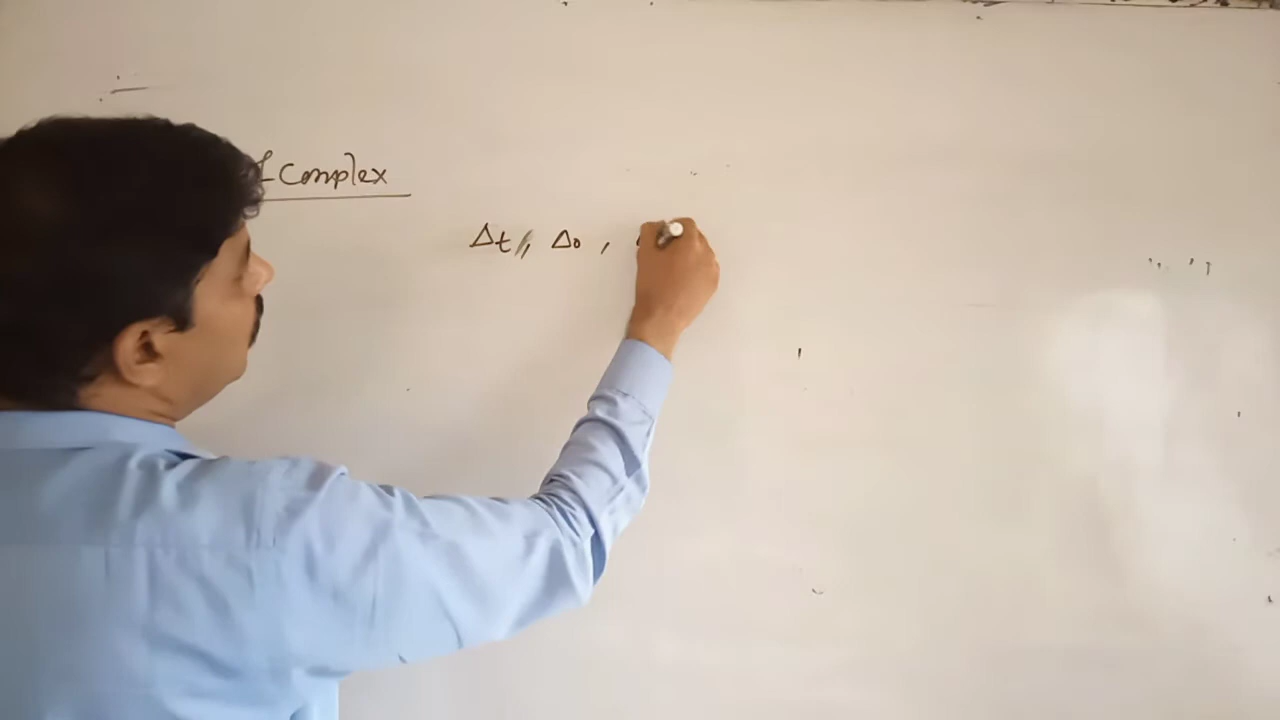 Complex
Δt, Δo ,